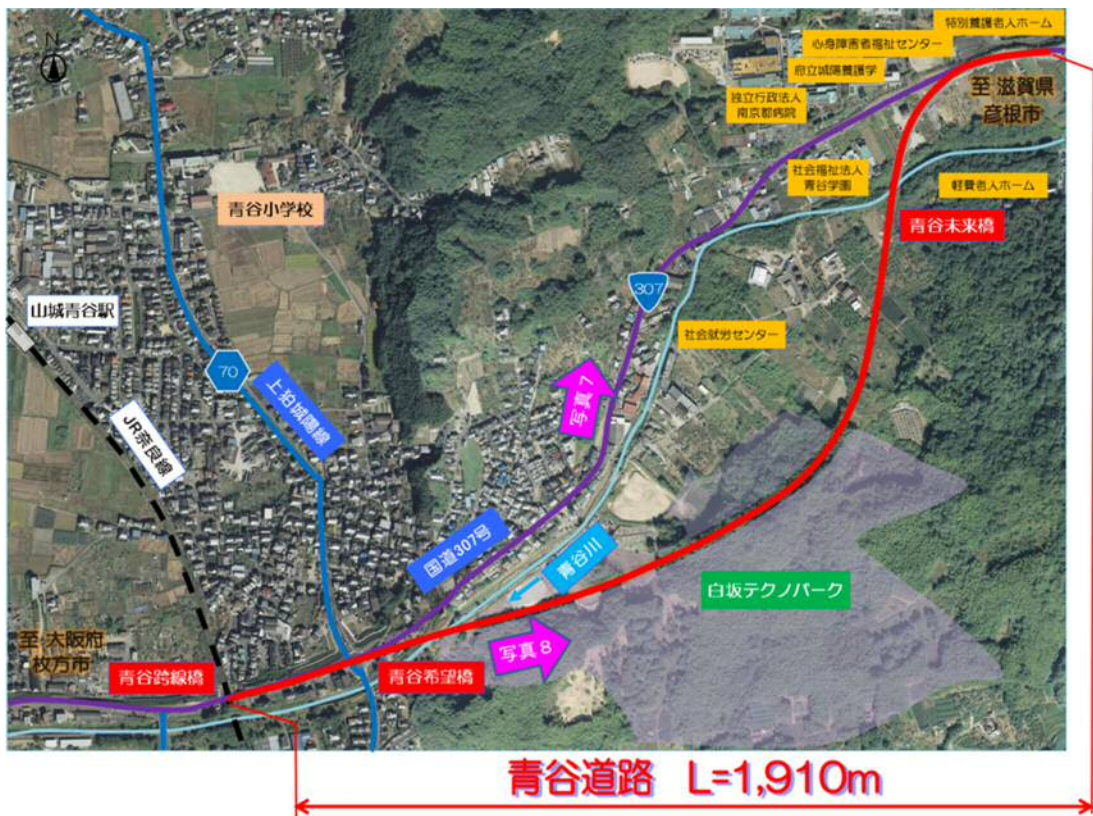 N
特別養護老人ホーム
心身障害者福祉センター
府立城陽養護学
独立行政法人
南京都病院
至 滋賀県
彦根市
社会福祉法人
青谷学園
軽費老人ホーム
青谷小学校
青谷未来橋
307
山城青谷駅
社会就労センター
70
上狛城陽線
写真7
JR奈良線
国道307号
青谷川
白坂テクノパーク
至 大阪府
枚方市
写真8
青谷跨線橋
青谷希望橋
青谷道路 L=1,910m